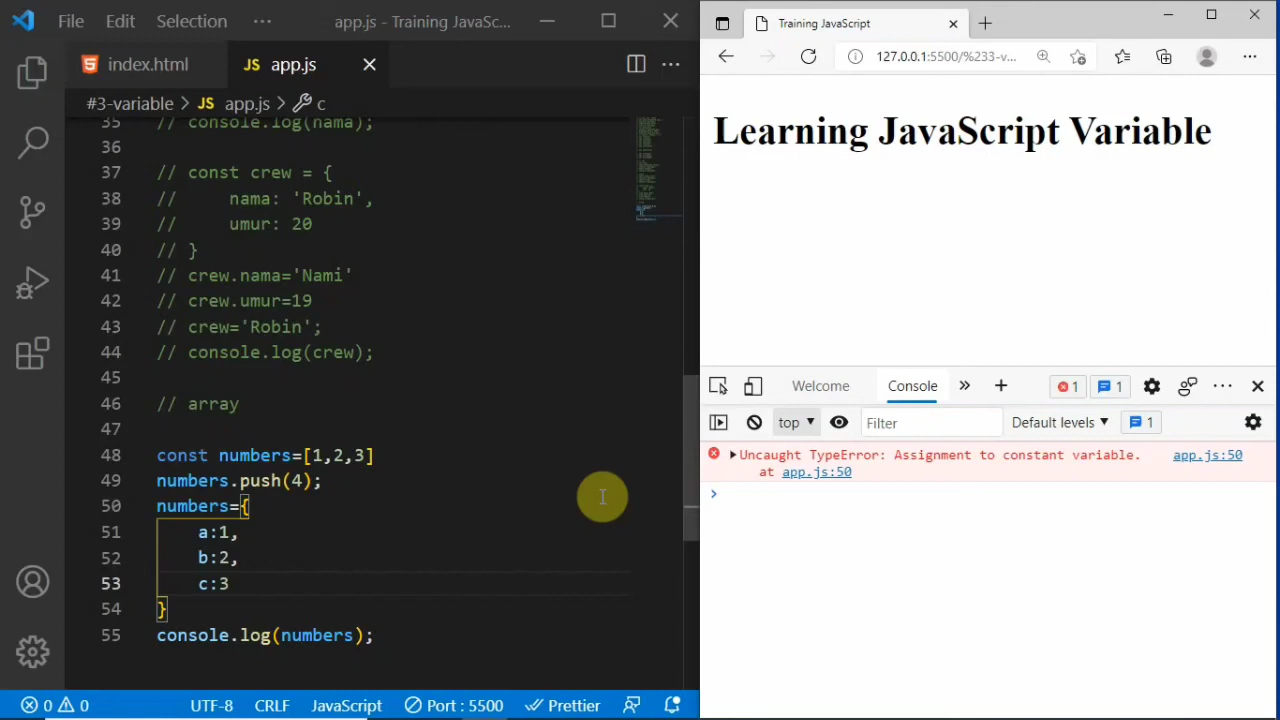 File Edit Selection ··· app.js - Training JavaSc...
index.html JS app.js
#3-variable > JS app.js > c
35 // console.log(nama);
36
37 // const crew = {
38 //     nama: 'Robin',
39 //     umur: 20
40 // }
41 // crew.nama='Nami'
42 // crew.umur=19
43 // crew='Robin';
44 // console.log(crew);
45
46 // array
47
48 const numbers=[1,2,3]
49 numbers.push(4);
50 numbers={
51     a:1,
52     b:2,
53     c:3
54 }
55 console.log(numbers);
0 0 UTF-8 CRLF JavaScript Port : 5500 Prettier
Training JavaScript
127.0.0.1:5500/%233-v...
Learning JavaScript Variable
Welcome Console 1 1
top Filter Default levels 1
Uncaught TypeError: Assignment to constant variable. app.js:50
at app.js:50